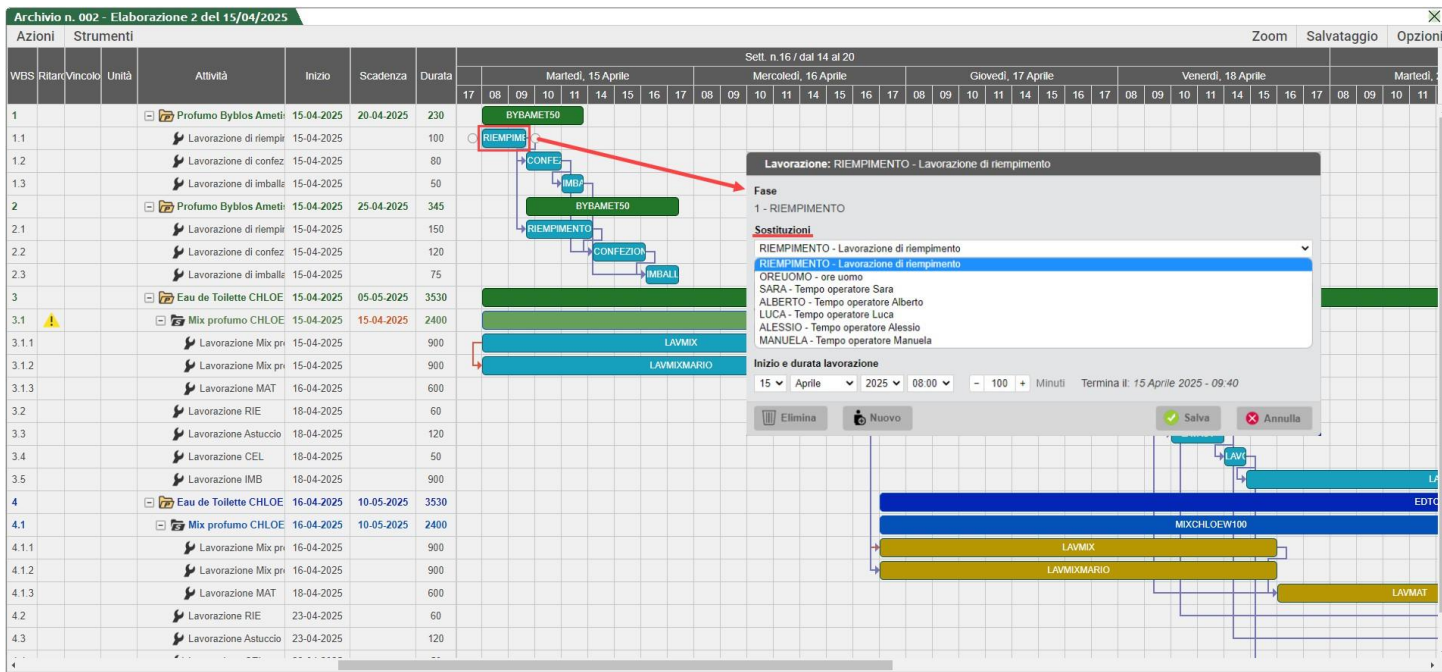 Archivio n. 002 - Elaborazione 2 del 15/04/2025
Azioni Strumenti Zoom Salvataggio Opzioni
Sett. n.16 / dal 14 al 20
WBS Ritard Vincolo Unità Attività Inizio Scadenza Durata Martedì, 15 Aprile Mercoledì, 16 Aprile Giovedì, 17 Aprile Venerdì, 18 Aprile Martedì,
17 08 09 10 11 14 15 16 17 08 09 10 11 14 15 16 17 08 09 10 11 14 15 16 17 08 09 10 11 14 15 16 17 08 09 10 11
1 Profumo Byblos Ameti 15-04-2025 20-04-2025 230 BYBAMET50
1.1 Lavorazione di riempir 15-04-2025 100 RIEMPIME
1.2 Lavorazione di confez 15-04-2025 80 CONFEZ
1.3 Lavorazione di imballa 15-04-2025 50 IMBA
2 Profumo Byblos Ameti 15-04-2025 25-04-2025 345 BYBAMET50
2.1 Lavorazione di riempir 15-04-2025 150 RIEMPIMENTO
2.2 Lavorazione di confez 15-04-2025 120 CONFEZION
2.3 Lavorazione di imballa 15-04-2025 75 IMBALL
3 Eau de Toilette CHLOE 15-04-2025 05-05-2025 3530
3.1 Mix profumo CHLOE 15-04-2025 15-04-2025 2400
3.1.1 Lavorazione Mix pr 15-04-2025 900 LAVMIX
3.1.2 Lavorazione Mix pr 15-04-2025 900 LAVMIXMARIO
3.1.3 Lavorazione MAT 16-04-2025 600
3.2 Lavorazione RIE 18-04-2025 60
3.3 Lavorazione Astuccio 18-04-2025 120
3.4 Lavorazione CEL 18-04-2025 50 LAVO
3.5 Lavorazione IMB 18-04-2025 900 LA
4 Eau de Toilette CHLOE 16-04-2025 10-05-2025 3530 EDTC
4.1 Mix profumo CHLOE 16-04-2025 10-05-2025 2400 MIXCHLOEW100
4.1.1 Lavorazione Mix pr 16-04-2025 900 LAVMIX
4.1.2 Lavorazione Mix pr 16-04-2025 900 LAVMIXMARIO
4.1.3 Lavorazione MAT 18-04-2025 600 LAVMAT
4.2 Lavorazione RIE 23-04-2025 60
4.3 Lavorazione Astuccio 23-04-2025 120
Lavorazione: RIEMPIMENTO - Lavorazione di riempimento
Fase
1 - RIEMPIMENTO
Sostituzioni
RIEMPIMENTO - Lavorazione di riempimento
RIEMPIMENTO - Lavorazione di riempimento
OREUOMO - ore uomo
SARA - Tempo operatore Sara
ALBERTO - Tempo operatore Alberto
LUCA - Tempo operatore Luca
ALESSIO - Tempo operatore Alessio
MANUELA - Tempo operatore Manuela
Inizio e durata lavorazione
15 Aprile 2025 08:00 - 100 + Minuti Termina il: 15 Aprile 2025 - 09:40
Elimina Nuovo Salva Annulla